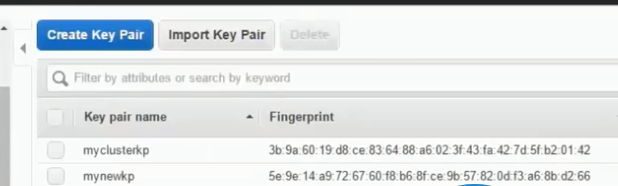 Create Key Pair Import Key Pair Delete
Filter by attributes or search by keyword
Key pair name Fingerprint
myclusterkp 3b:9a:60:19:d8:ce:83:64:88:a6:02:3f:43:fa:42:7d:5f:b2:01:42
mynewkp 5e:9e:14:a9:72:67:60:f8:b6:8f:ce:9b:57:82:0d:f3:a6:8b:d2:66